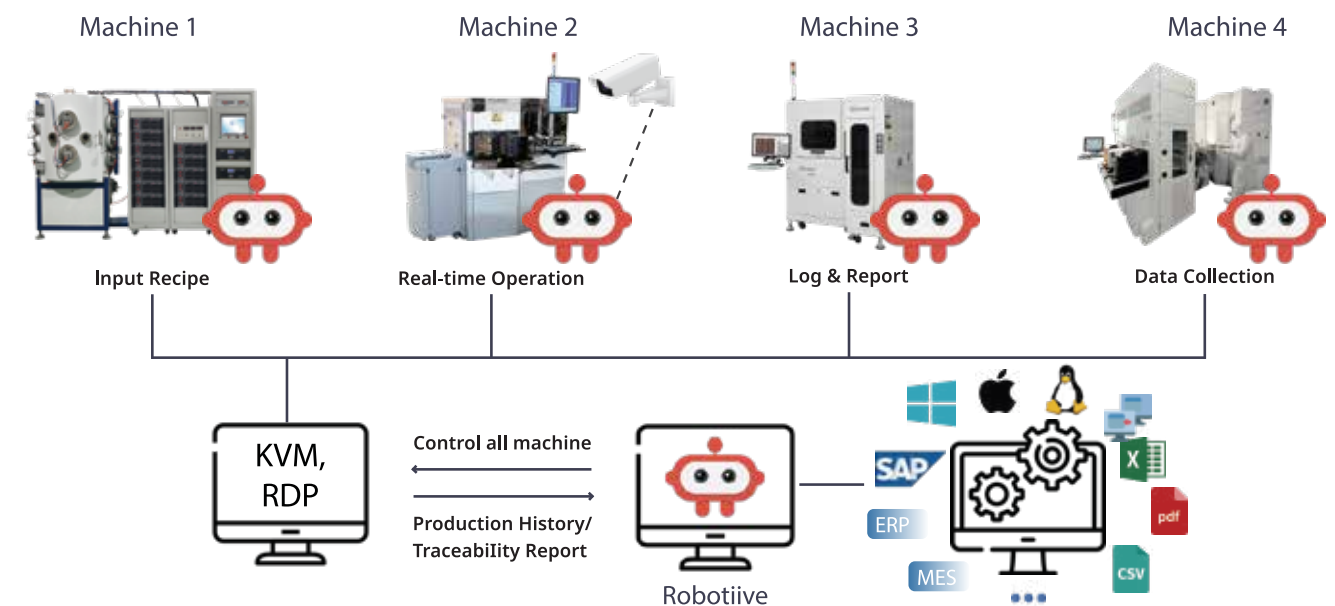 Machine 1
Machine 2
Machine 3
Machine 4
Input Recipe
Real-time Operation
Log & Report
Data Collection
KVM,
RDP
Control all machine
Production History/
Traceability Report
Robotiive
SAP
ERP
MES
X
pdf
CSV